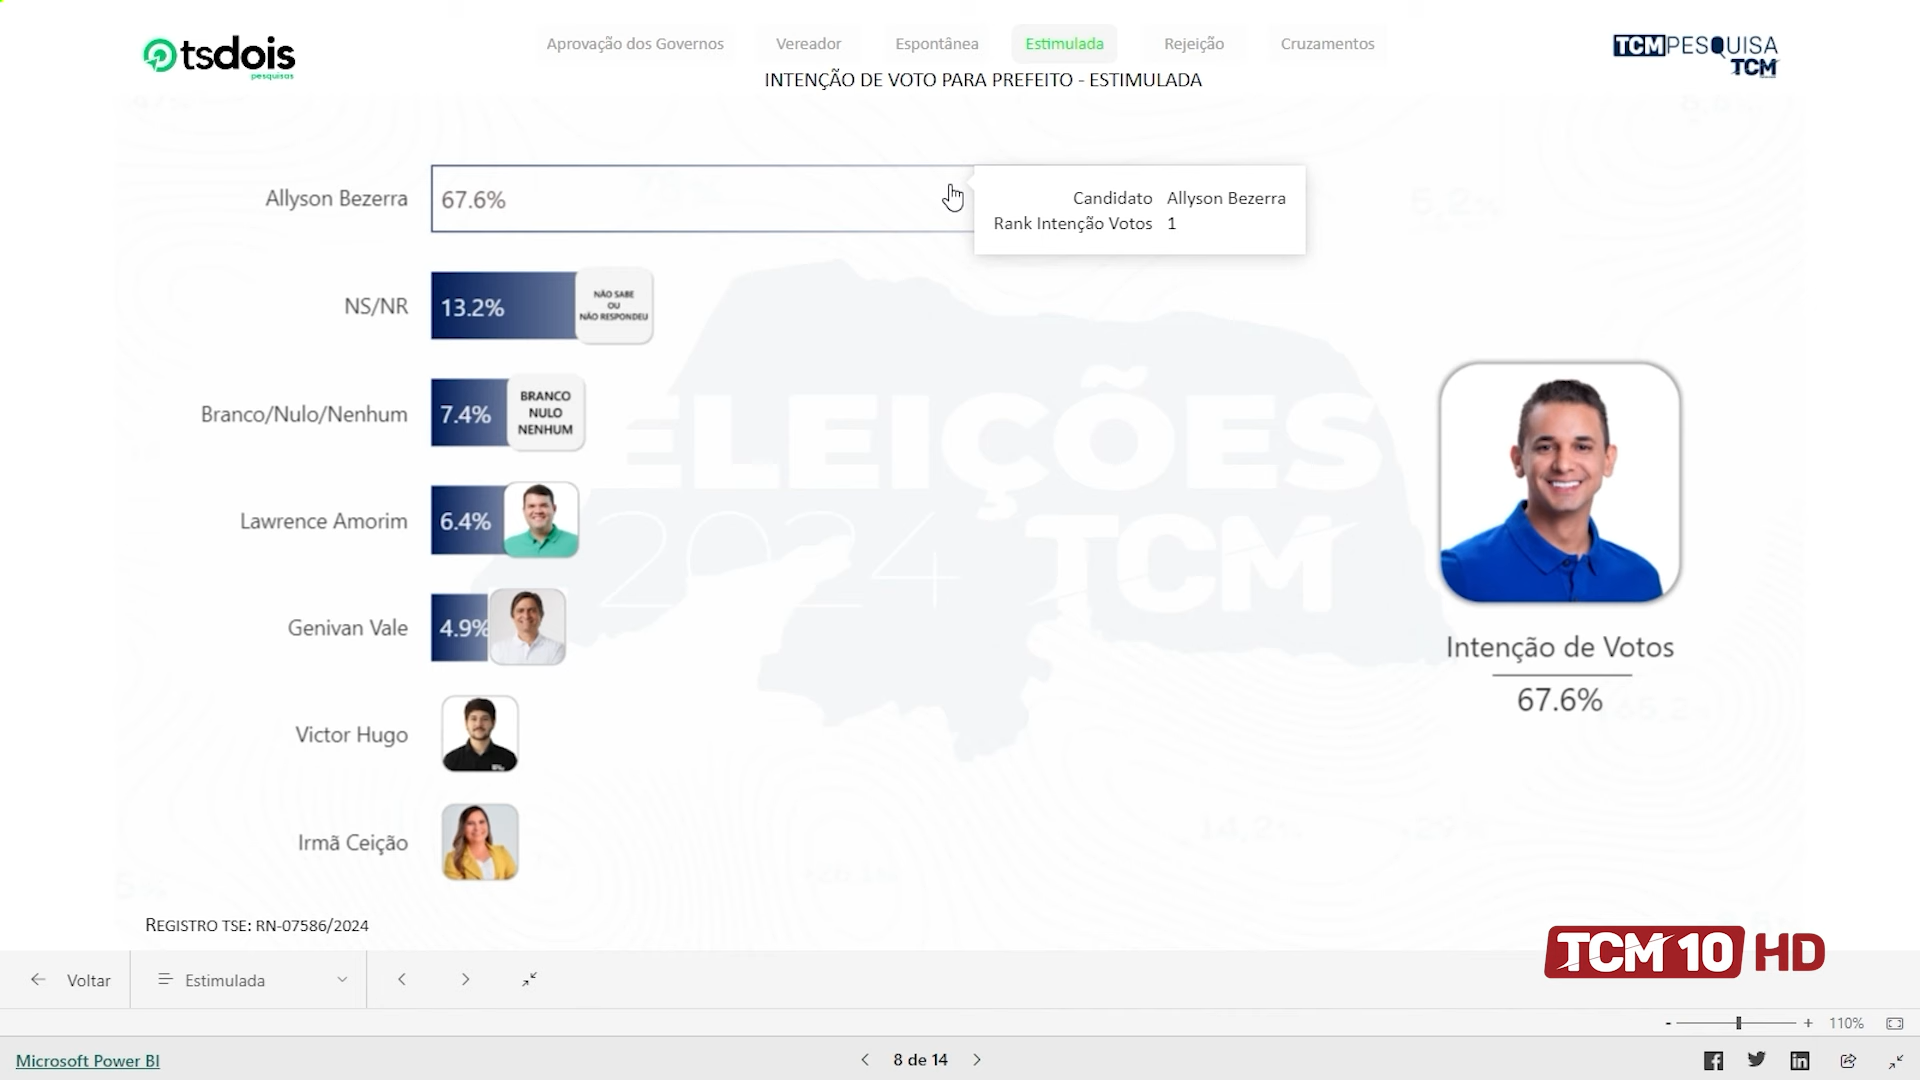 tsdois
pesquisas
Aprovação dos Governos
Vereador
Espontânea
Estimulada
Rejeição
Cruzamentos
TCMPESQUISA
TCM
INTENÇÃO DE VOTO PARA PREFEITO - ESTIMULADA
Allyson Bezerra
67.6%
Candidato Allyson Bezerra
Rank Intenção Votos 1
NS/NR
13.2%
NÃO SABE
OU
NÃO RESPONDEU
Branco/Nulo/Nenhum
7.4%
BRANCO
NULO
NENHUM
ELEIÇÕES
2024 TCM
Lawrence Amorim
6.4%
Genivan Vale
4.9%
Victor Hugo
Irmã Ceição
Intenção de Votos
67.6%
REGISTRO TSE: RN-07586/2024
TCM 10 HD
Voltar
Estimulada
- + 110%
Microsoft Power BI
8 de 14